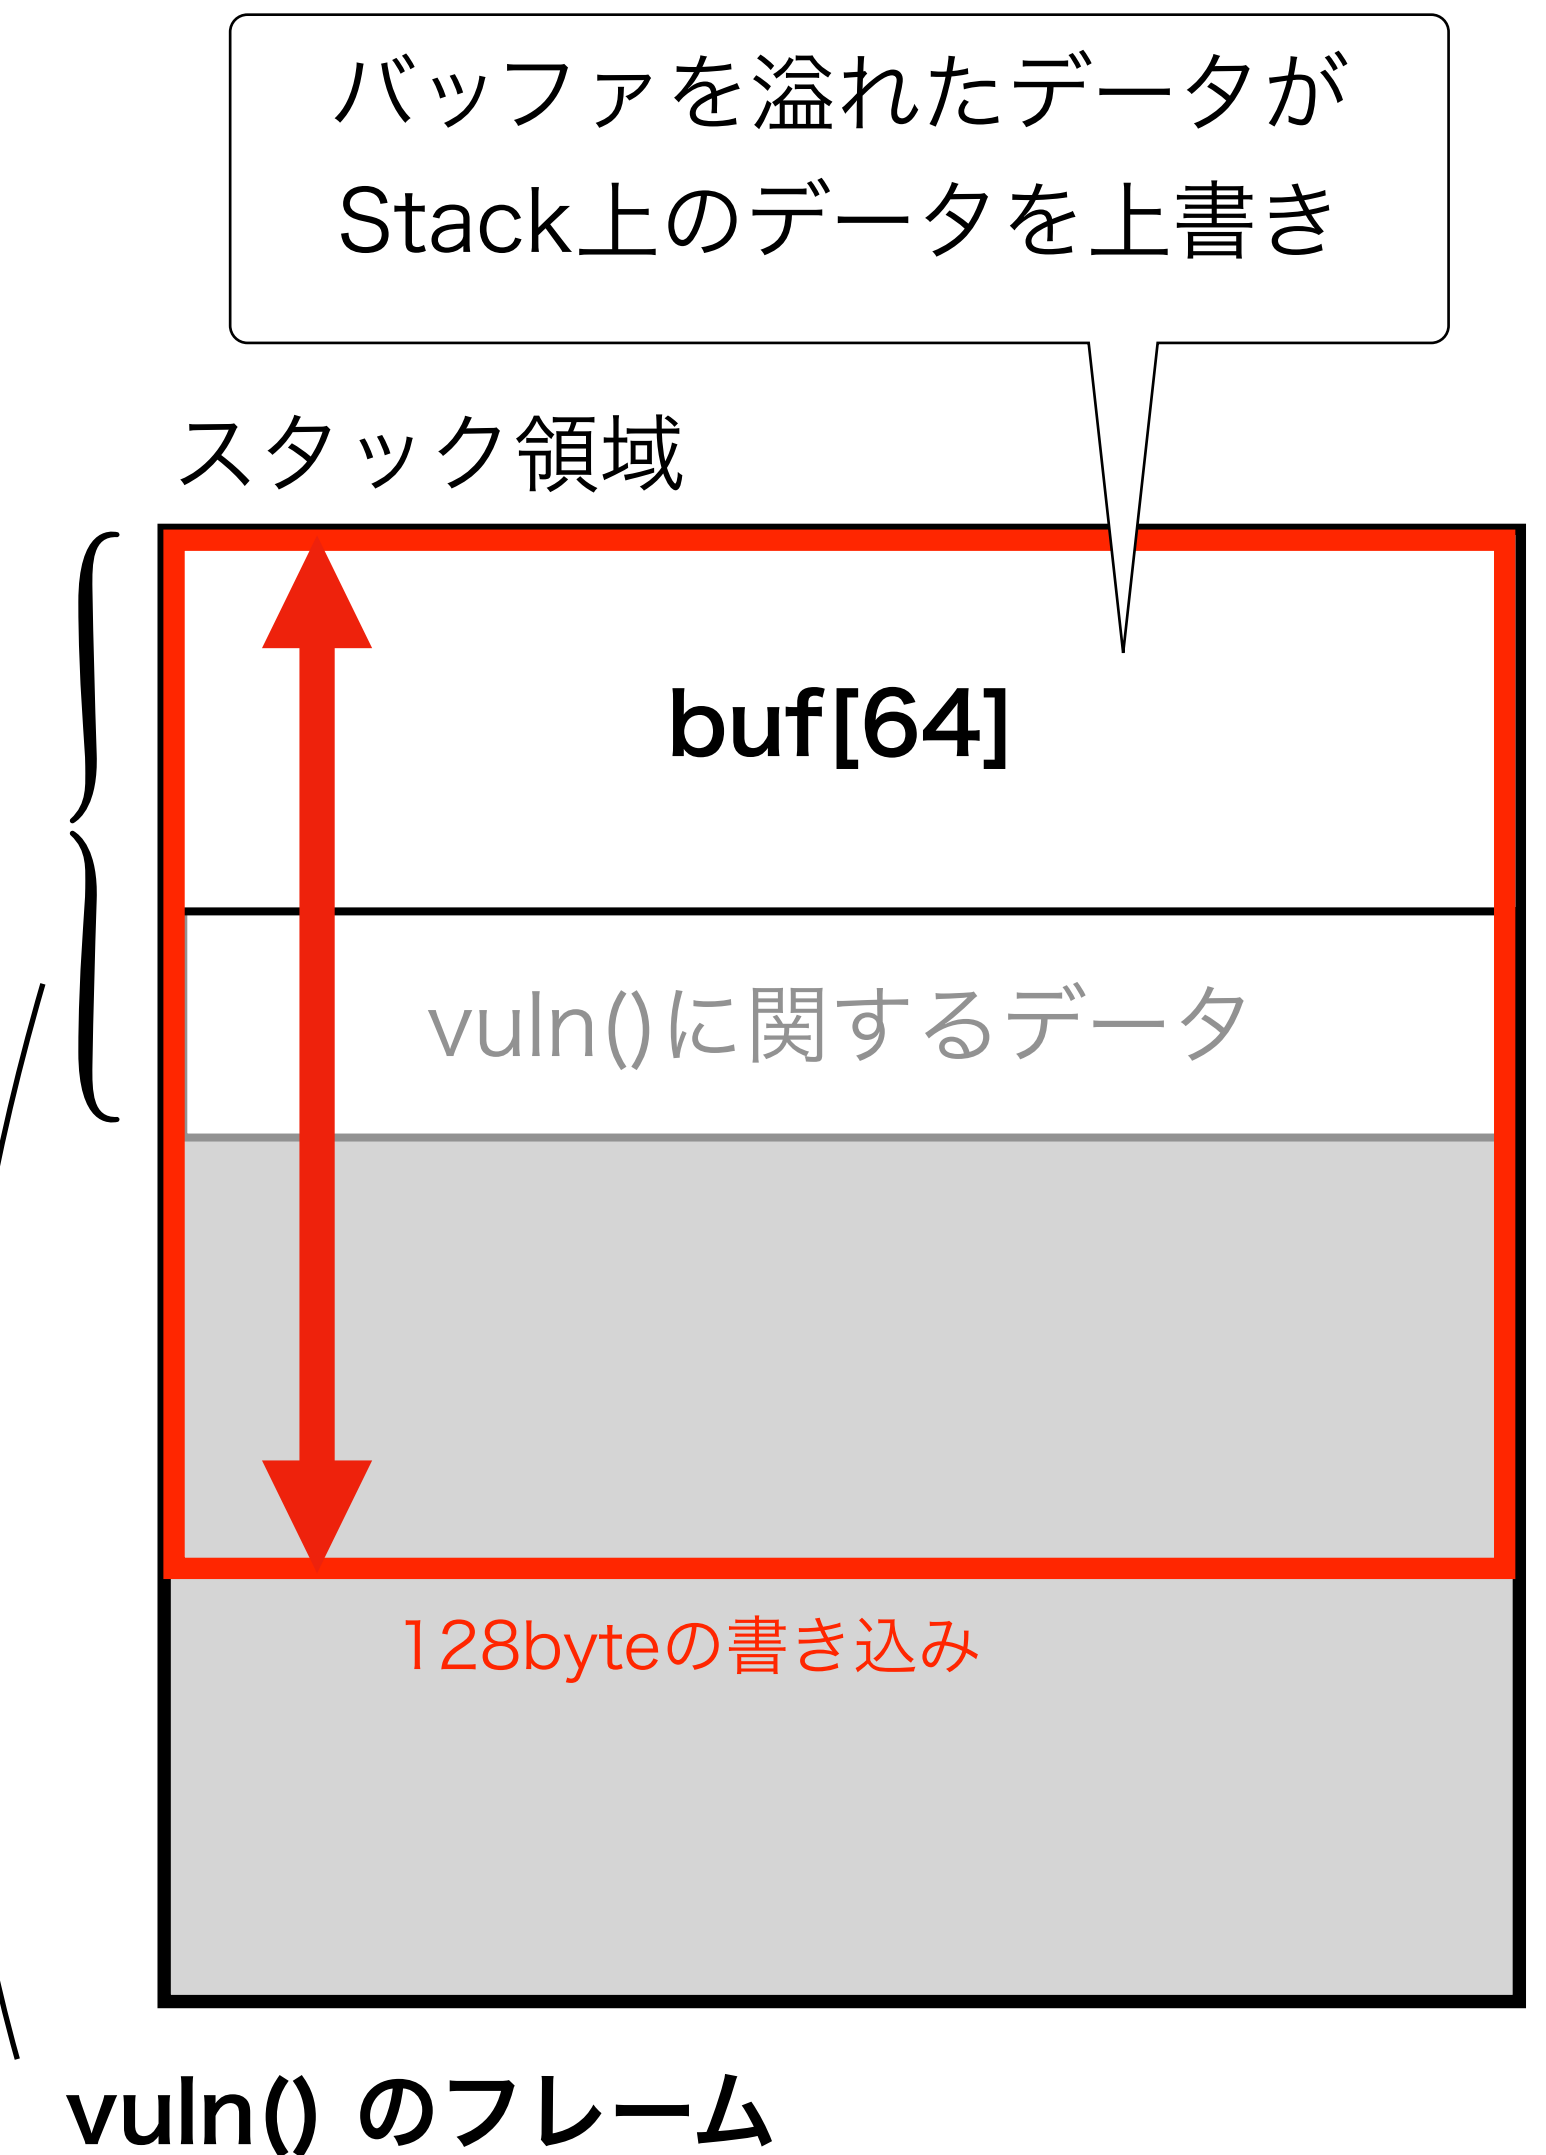 バッファを溢れたデータが
Stack上のデータを上書き
スタック領域
buf[64]
vuln()に関するデータ
128byteの書き込み
vuln() のフレーム